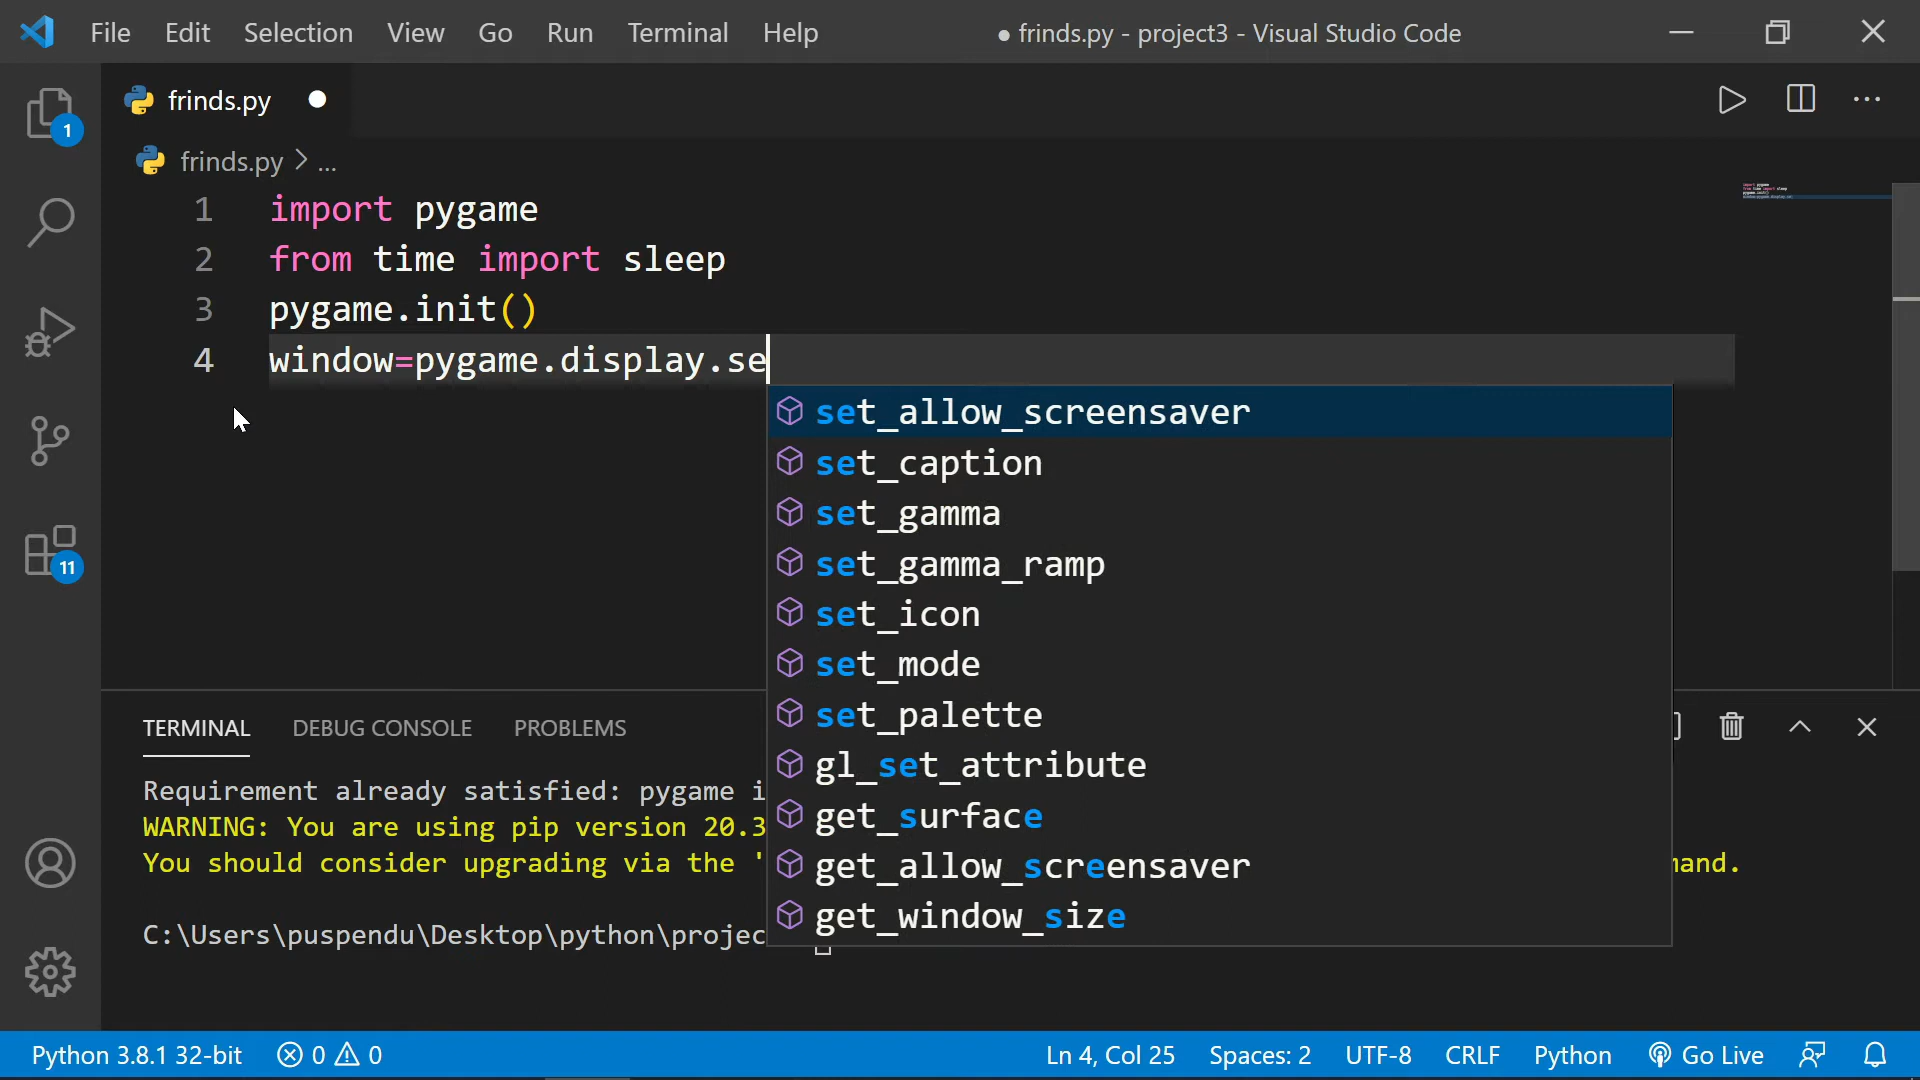 File Edit Selection View Go Run Terminal Help
● frinds.py - project3 - Visual Studio Code
frinds.py
frinds.py > ...
1 import pygame
2 from time import sleep
3 pygame.init()
4 window=pygame.display.se
set_allow_screensaver
set_caption
set_gamma
set_gamma_ramp
set_icon
set_mode
set_palette
gl_set_attribute
get_surface
get_allow_screensaver
get_window_size
1
11
TERMINAL DEBUG CONSOLE PROBLEMS
Requirement already satisfied: pygame i
WARNING: You are using pip version 20.3
You should consider upgrading via the ' mand.
C:\Users\puspendu\Desktop\python\projec
Python 3.8.1 32-bit 0 0 Ln 4, Col 25 Spaces: 2 UTF-8 CRLF Python Go Live